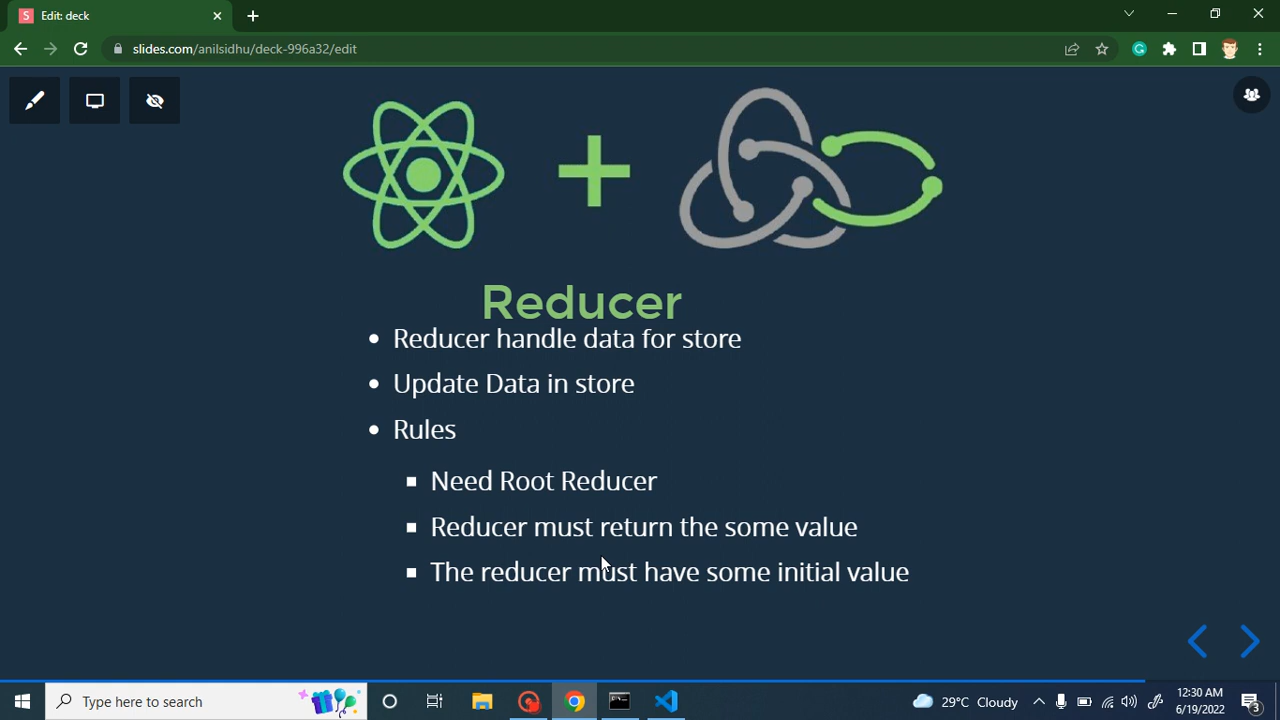 Edit: deck
slides.com/anilsidhu/deck-996a32/edit
Reducer
Reducer handle data for store
Update Data in store
Rules
Need Root Reducer
Reducer must return the some value
The reducer must have some initial value
Type here to search
29°C Cloudy
12:30 AM
6/19/2022
3